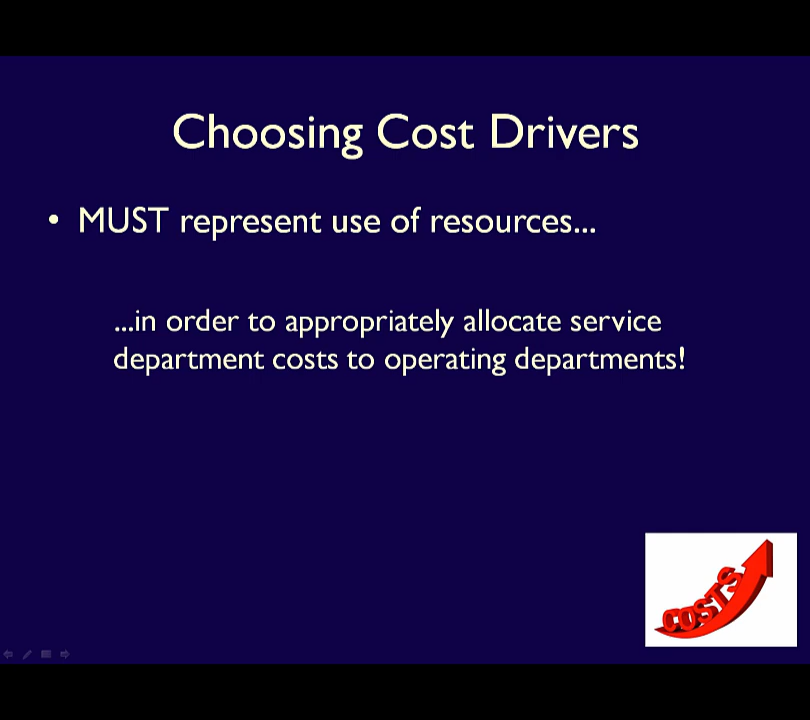 Choosing Cost Drivers
• MUST represent use of resources...
...in order to appropriately allocate service
department costs to operating departments!
COSTS